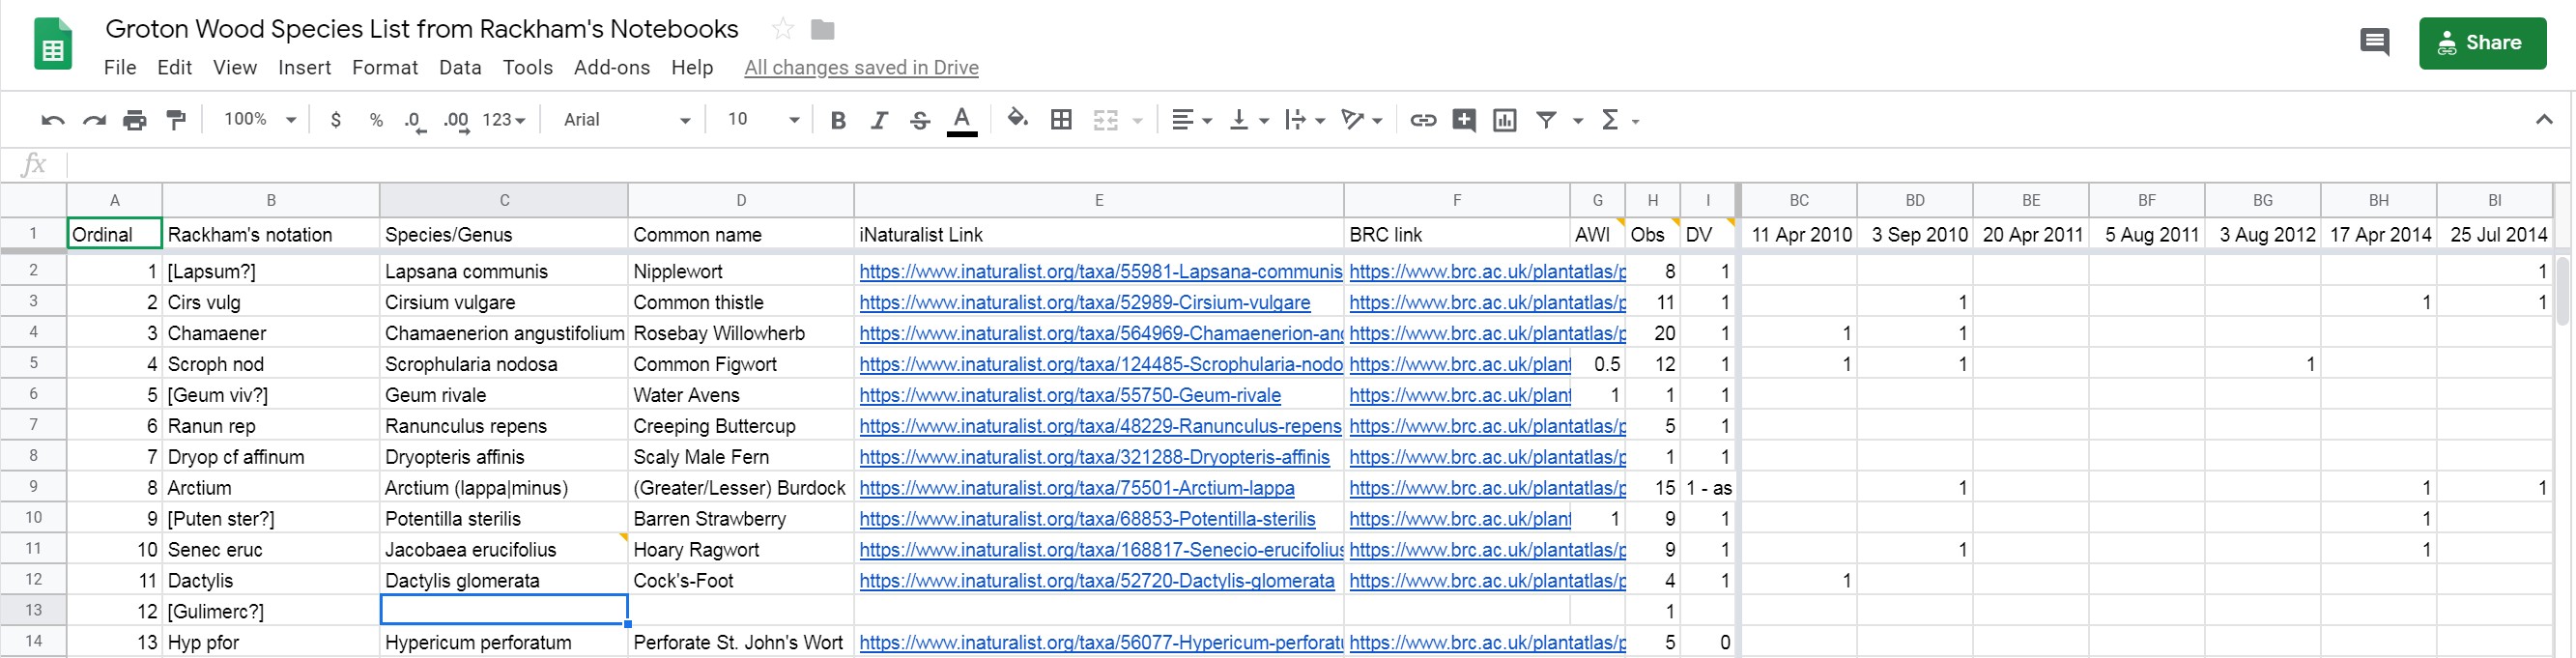 Groton Wood Species List from Rackham's Notebooks
Share
File Edit View Insert Format Data Tools Add-ons Help All changes saved in Drive
100% $ % .0 .00 123 Arial 10 B I S A Σ
fx
A B C D E F G H I BC BD BE BF BG BH BI
1 Ordinal Rackham's notation Species/Genus Common name iNaturalist Link BRC link AWI Obs DV 11 Apr 2010 3 Sep 2010 20 Apr 2011 5 Aug 2011 3 Aug 2012 17 Apr 2014 25 Jul 2014
2 1 [Lapsum?] Lapsana communis Nipplewort https://www.inaturalist.org/taxa/55981-Lapsana-communis https://www.brc.ac.uk/plantatlas/p 8 1 1
3 2 Cirs vulg Cirsium vulgare Common thistle https://www.inaturalist.org/taxa/52989-Cirsium-vulgare https://www.brc.ac.uk/plantatlas/p 11 1 1 1 1
4 3 Chamaener Chamaenerion angustifolium Rosebay Willowherb https://www.inaturalist.org/taxa/564969-Chamaenerion-ang https://www.brc.ac.uk/plantatlas/p 20 1 1 1
5 4 Scroph nod Scrophularia nodosa Common Figwort https://www.inaturalist.org/taxa/124485-Scrophularia-nodo https://www.brc.ac.uk/plant 0.5 12 1 1 1 1
6 5 [Geum viv?] Geum rivale Water Avens https://www.inaturalist.org/taxa/55750-Geum-rivale https://www.brc.ac.uk/plant 1 1 1
7 6 Ranun rep Ranunculus repens Creeping Buttercup https://www.inaturalist.org/taxa/48229-Ranunculus-repens https://www.brc.ac.uk/plantatlas/p 5 1
8 7 Dryop cf affinum Dryopteris affinis Scaly Male Fern https://www.inaturalist.org/taxa/321288-Dryopteris-affinis https://www.brc.ac.uk/plantatlas/p 1 1
9 8 Arctium Arctium (lappa|minus) (Greater/Lesser) Burdock https://www.inaturalist.org/taxa/75501-Arctium-lappa https://www.brc.ac.uk/plantatlas/p 15 1 - as 1 1 1
10 9 [Puten ster?] Potentilla sterilis Barren Strawberry https://www.inaturalist.org/taxa/68853-Potentilla-sterilis https://www.brc.ac.uk/plant 1 9 1 1
11 10 Senec eruc Jacobaea erucifolius Hoary Ragwort https://www.inaturalist.org/taxa/168817-Senecio-erucifolius https://www.brc.ac.uk/plantatlas/p 9 1 1 1
12 11 Dactylis Dactylis glomerata Cock's-Foot https://www.inaturalist.org/taxa/52720-Dactylis-glomerata https://www.brc.ac.uk/plantatlas/p 4 1 1
13 12 [Gulimerc?] 1
14 13 Hyp pfor Hypericum perforatum Perforate St. John's Wort https://www.inaturalist.org/taxa/56077-Hypericum-perforatu https://www.brc.ac.uk/plantatlas/p 5 0